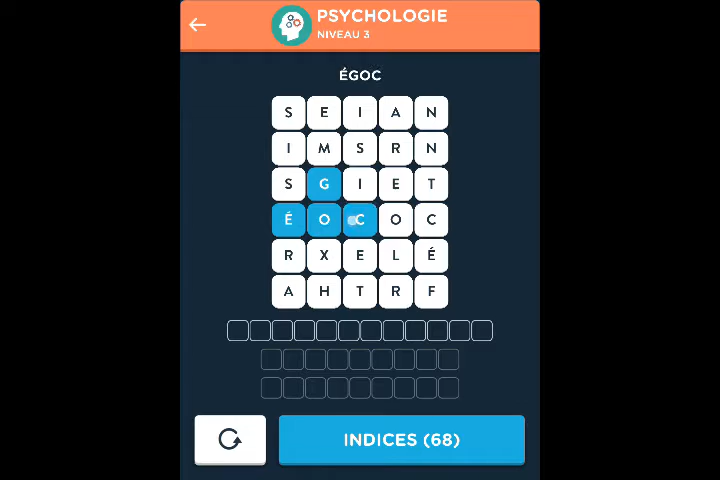 PSYCHOLOGIE
NIVEAU 3
ÉGOC
S E I A N
I M S R N
S G I E T
É O C O C
R X E L É
A H T R F
INDICES (68)